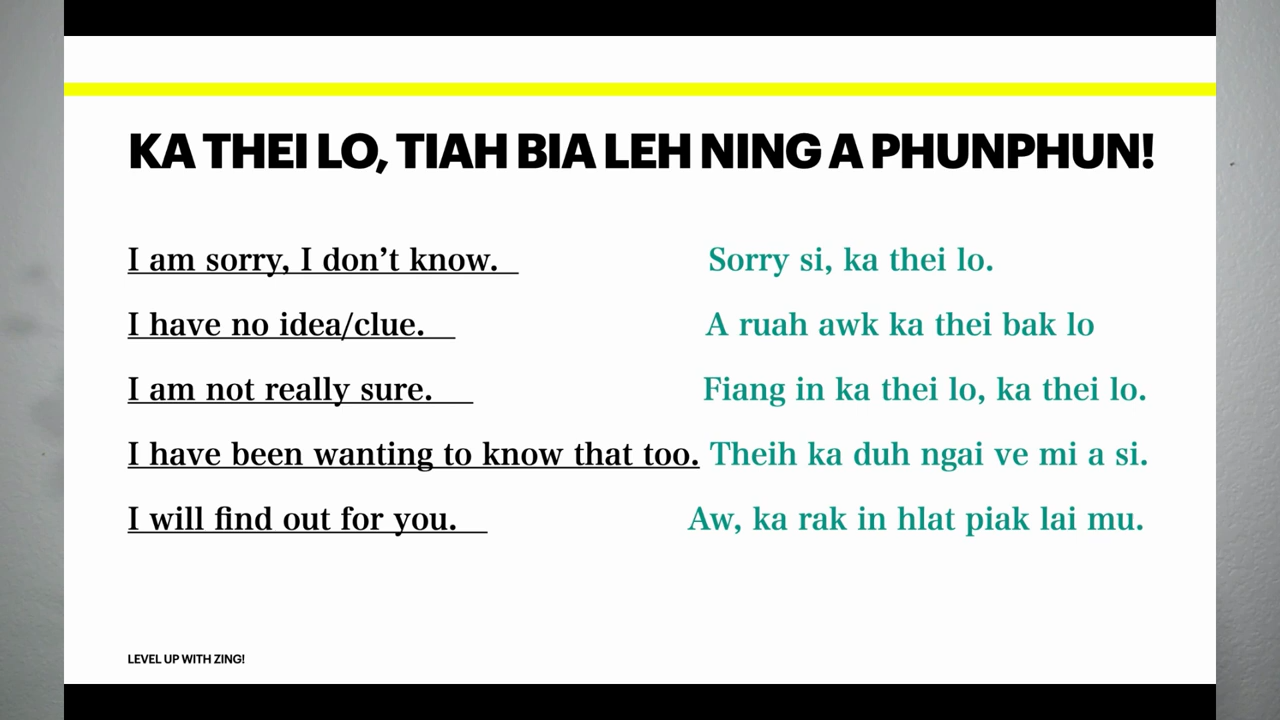 KA THEI LO, TIAH BIA LEH NING A PHUNPHUN!
I am sorry, I don’t know. Sorry si, ka thei lo.
I have no idea/clue. A ruah awk ka thei bak lo
I am not really sure. Fiang in ka thei lo, ka thei lo.
I have been wanting to know that too. Theih ka duh ngai ve mi a si.
I will find out for you. Aw, ka rak in hlat piak lai mu.
LEVEL UP WITH ZING!